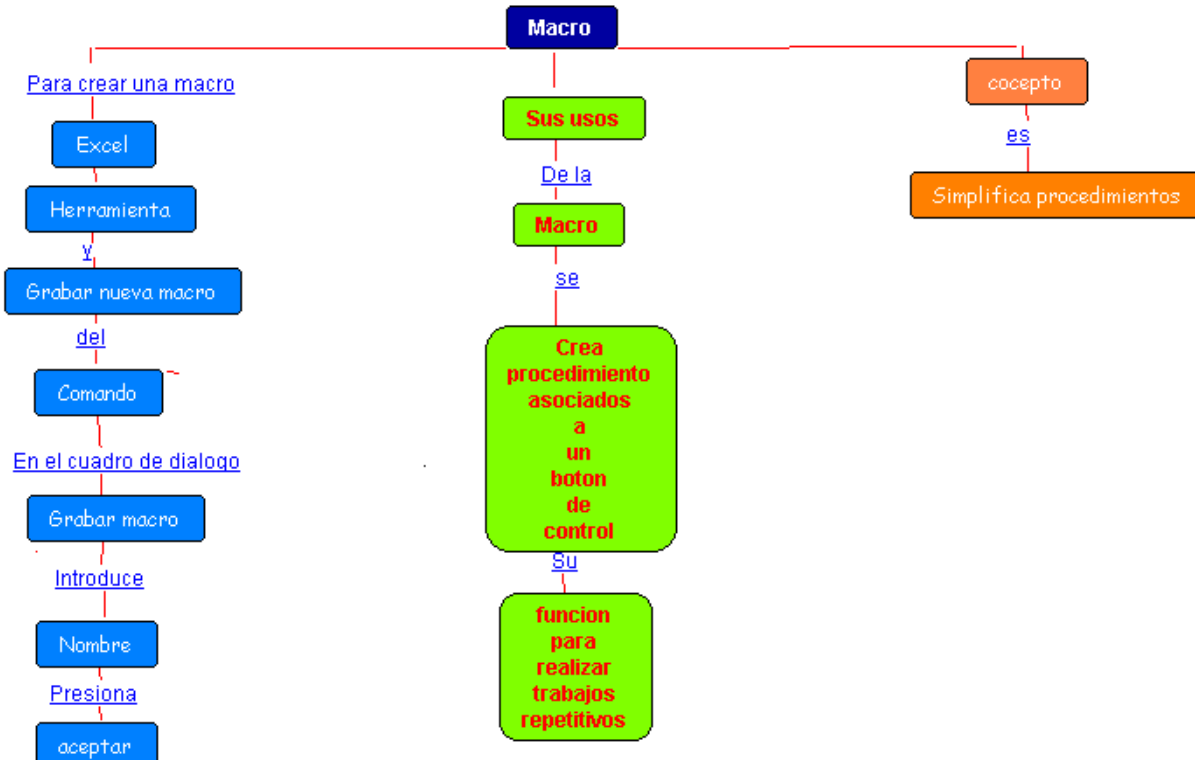 Macro
Para crear una macro
Excel
Herramienta
y
Grabar nueva macro
del
Comando
En el cuadro de dialogo
Grabar macro
Introduce
Nombre
Presiona
aceptar
Sus usos
De la
Macro
se
Crea
procedimiento
asociados
a
un
boton
de
control
Su
funcion
para
realizar
trabajos
repetitivos
cocepto
es
Simplifica procedimientos